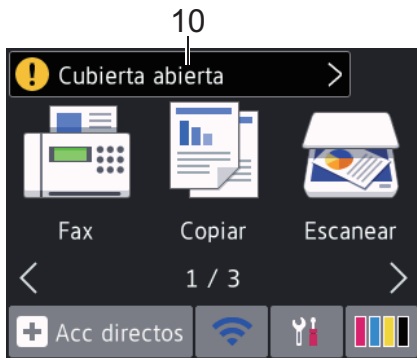 10
Cubierta abierta
Fax Copiar Escanear
1 / 3
Acc directos